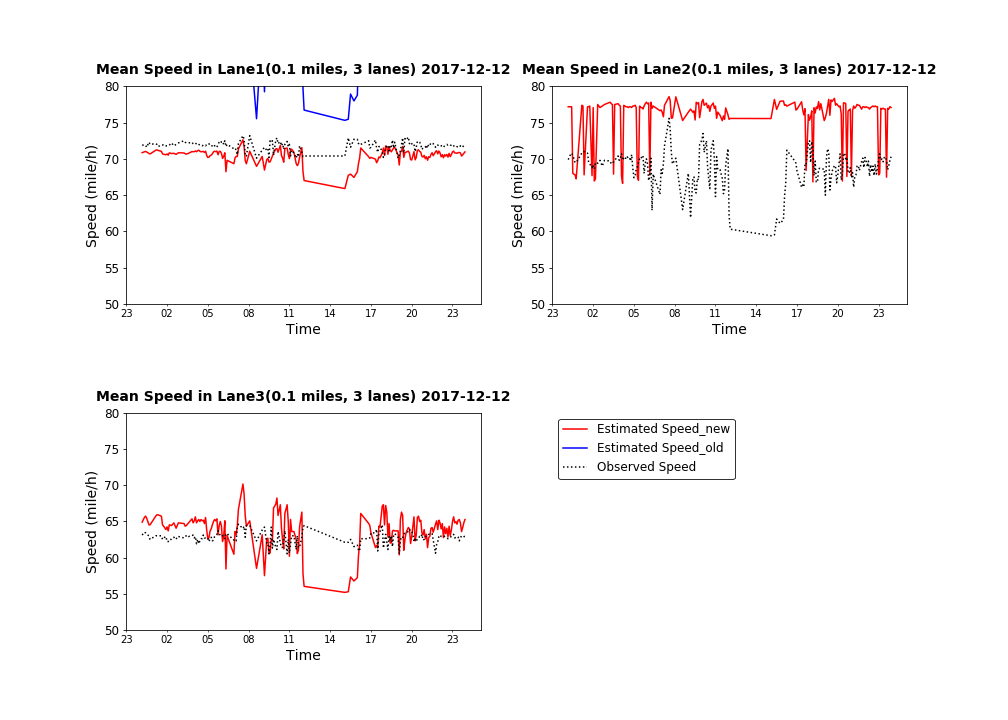 Mean Speed in Lane1(0.1 miles, 3 lanes) 2017-12-12
80
75
70
65
60
55
50
Speed (mile/h)
23 02 05 08 11 14 17 20 23
Time
Mean Speed in Lane2(0.1 miles, 3 lanes) 2017-12-12
80
75
70
65
60
55
50
Speed (mile/h)
23 02 05 08 11 14 17 20 23
Time
Mean Speed in Lane3(0.1 miles, 3 lanes) 2017-12-12
80
75
70
65
60
55
50
Speed (mile/h)
23 02 05 08 11 14 17 20 23
Time
Estimated Speed_new
Estimated Speed_old
Observed Speed